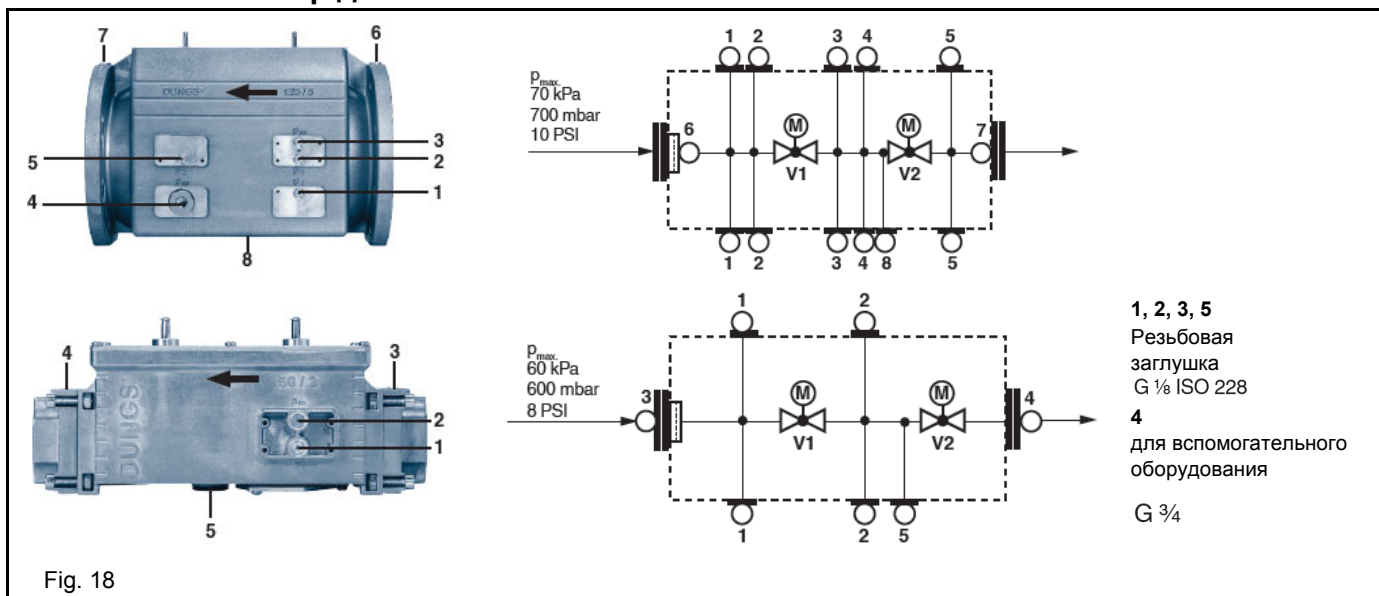 7
6
DUNGS
125/5
5
4
3
2
1
8
1 2 3 4 5
pmax.
70 kPa
700 mbar
10 PSI
6
M
M
7
V1
V2
1 2 3 4 8 5
4
3
50/2
DUNGS
2
1
5
1 2
pmax.
60 kPa
600 mbar
8 PSI
3
M
M
4
V1
V2
1 2 5
1, 2, 3, 5
Резьбовая
заглушка
G ⅛ ISO 228
4
для вспомогательного
оборудования
G ¾
Fig. 18